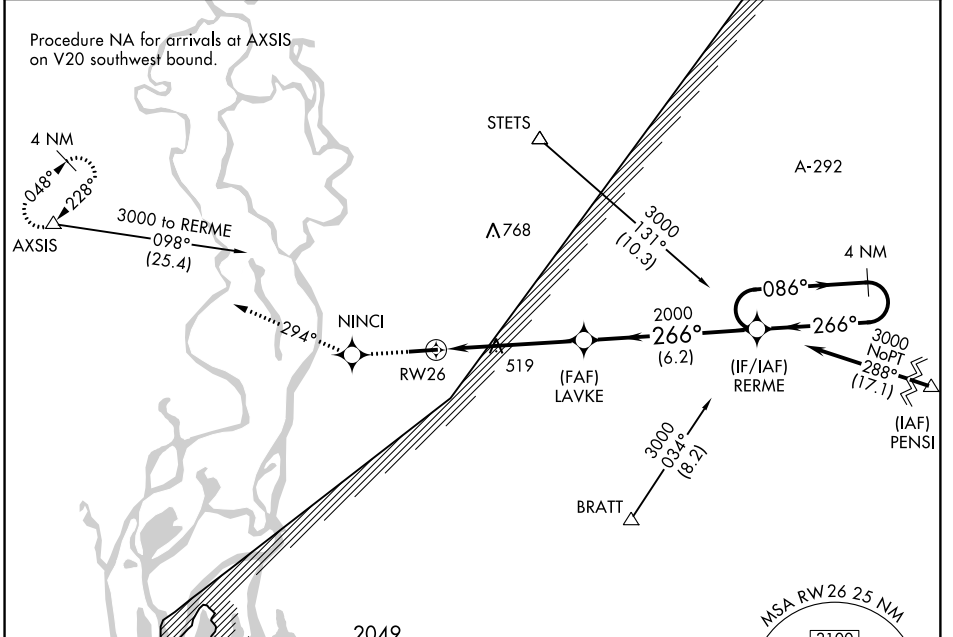 Procedure NA for arrivals at AXSIS
on V20 southwest bound.
4 NM
048°
228°
AXSIS
3000 to RERME
098°
(25.4)
STETS
A-292
768
3000
131°
(10.3)
4 NM
086°
294°
NINCI
RW26
519
2000
266°
(6.2)
(FAF)
LAVKE
(IF/IAF)
RERME
266°
3000
NoPT
288°
(17.1)
(IAF)
PENSI
3000
034°
(8.2)
BRATT
2049
MSA RW26 25 NM